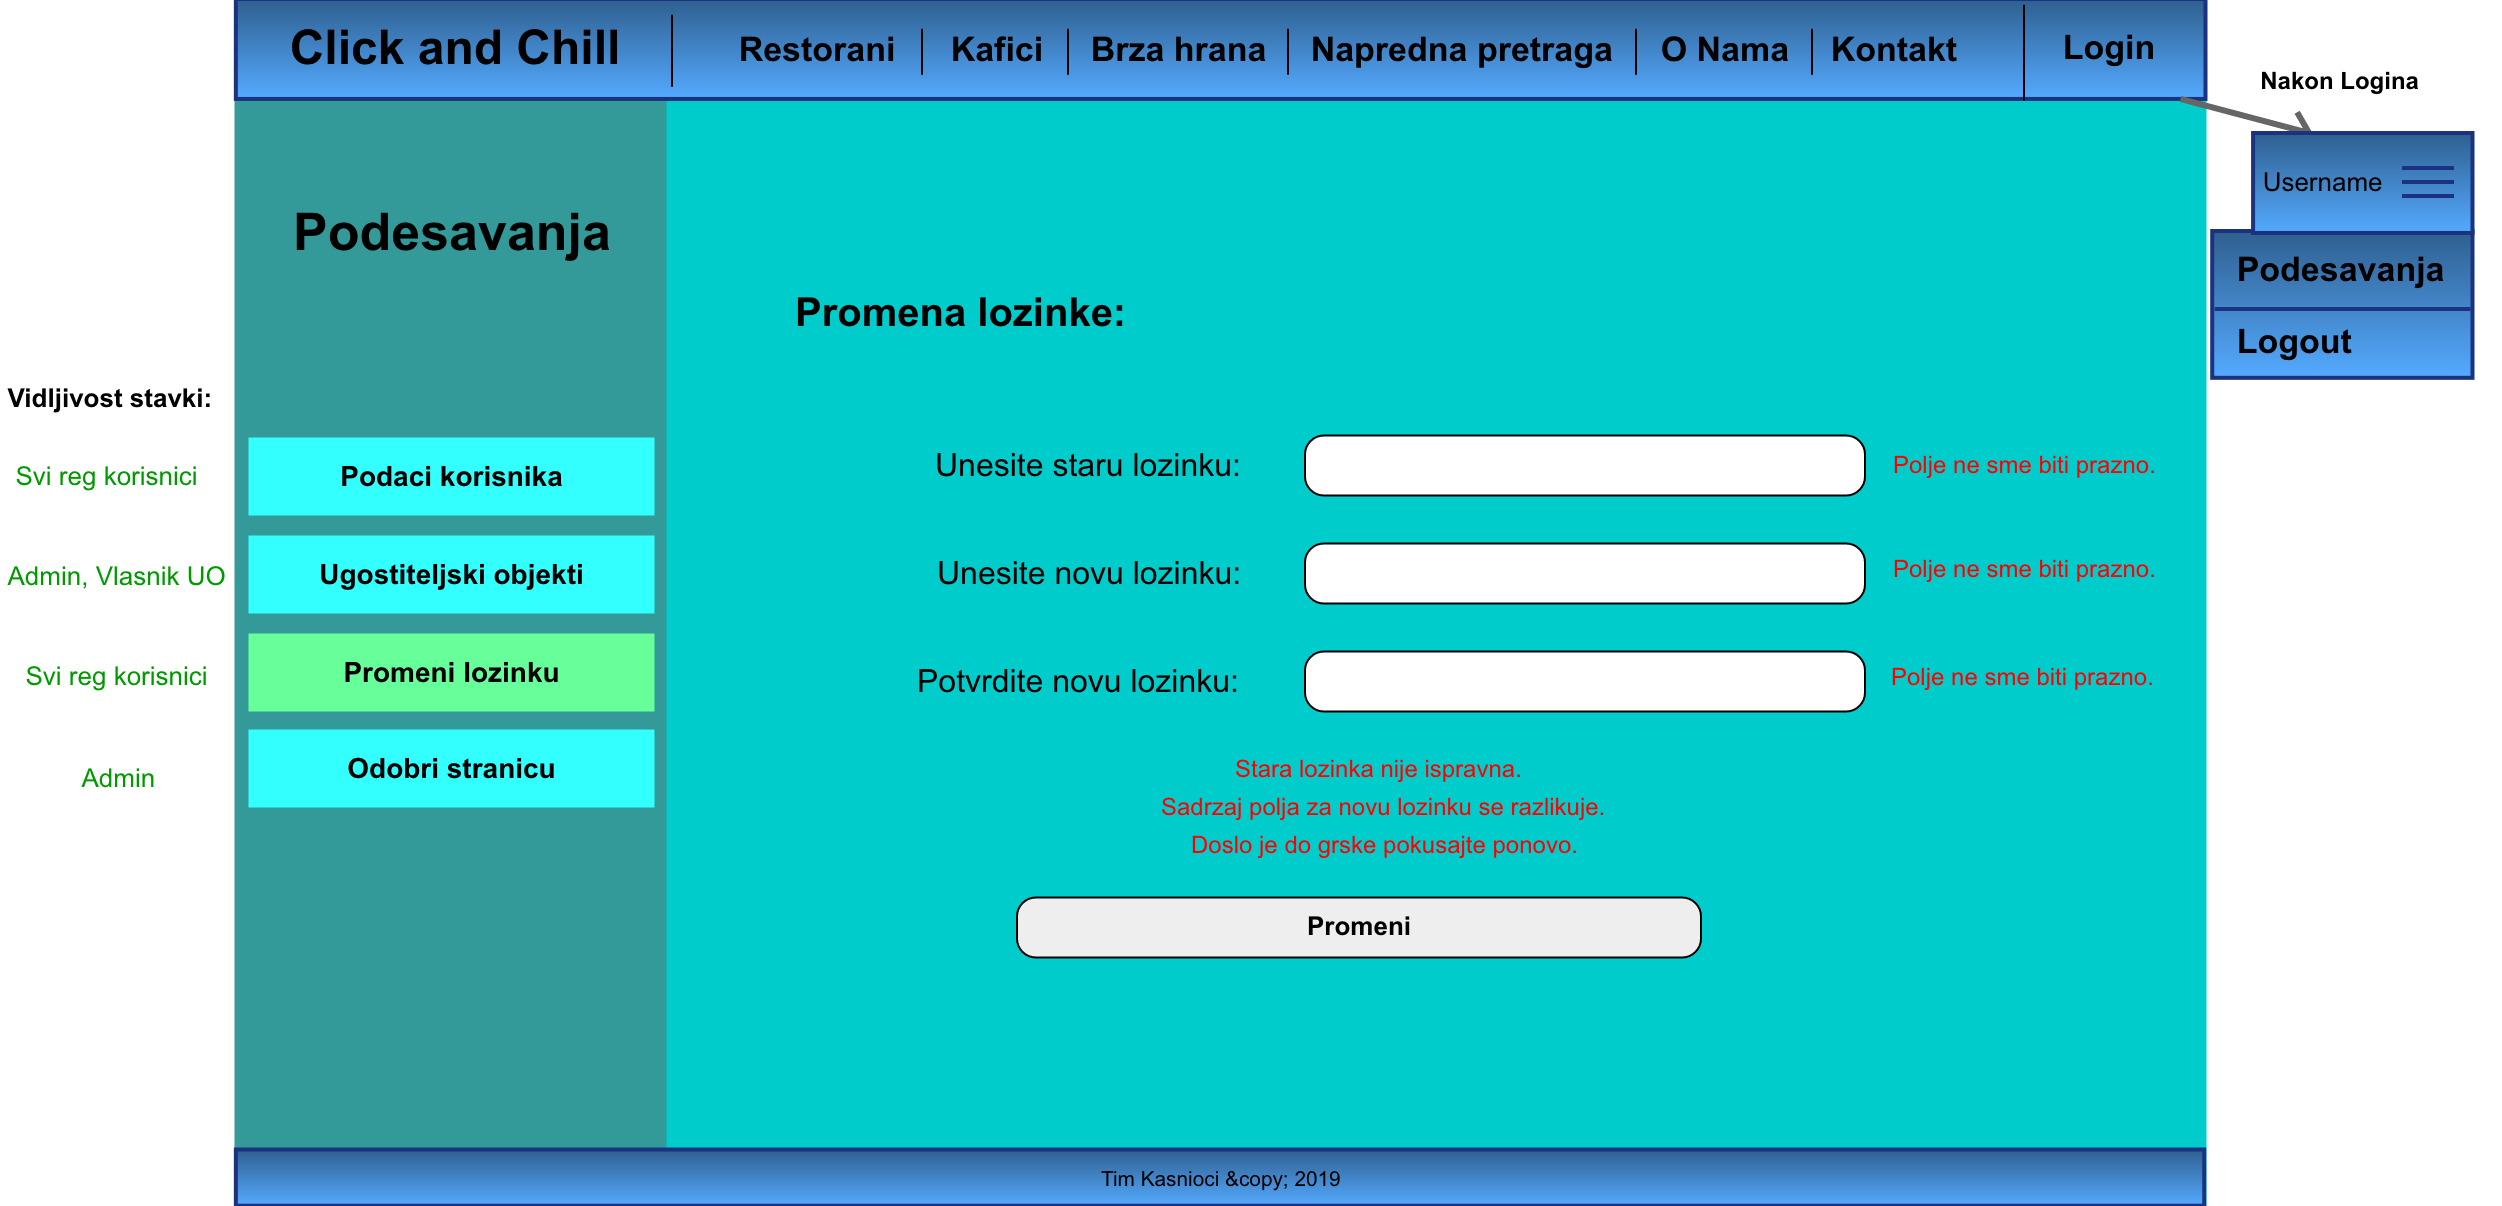 Click and Chill
Restorani
Kafici
Brza hrana
Napredna pretraga
O Nama
Kontakt
Login
Nakon Logina
Username
Podesavanja
Logout
Podesavanja
Promena lozinke:
Vidljivost stavki:
Svi reg korisnici
Podaci korisnika
Unesite staru lozinku:
Polje ne sme biti prazno.
Admin, Vlasnik UO
Ugostiteljski objekti
Unesite novu lozinku:
Polje ne sme biti prazno.
Svi reg korisnici
Promeni lozinku
Potvrdite novu lozinku:
Polje ne sme biti prazno.
Admin
Odobri stranicu
Stara lozinka nije ispravna.
Sadrzaj polja za novu lozinku se razlikuje.
Doslo je do grske pokusajte ponovo.
Promeni
Tim Kasnioci &copy; 2019